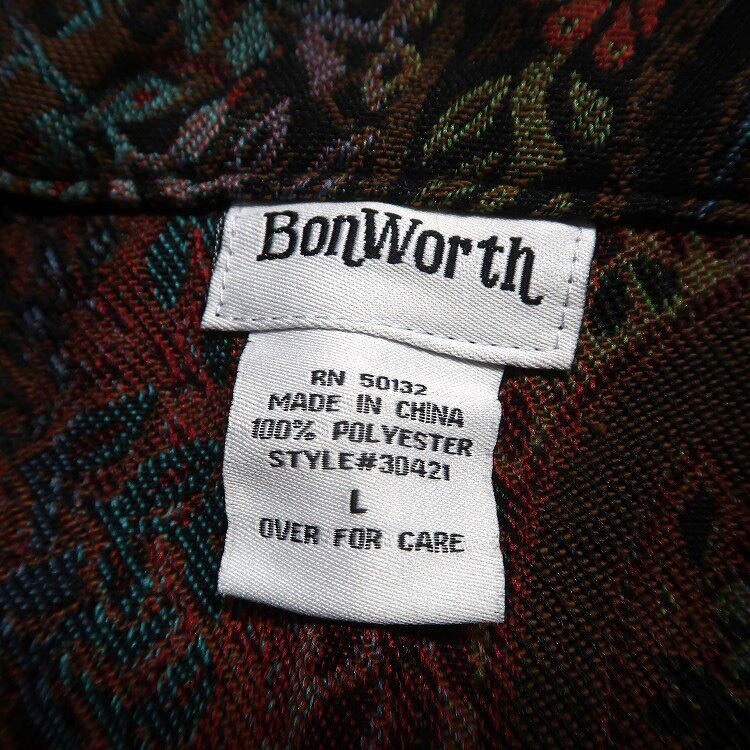 BonWorth
RN 50132
MADE IN CHINA
100% POLYESTER
STYLE#30421
L
OVER FOR CARE